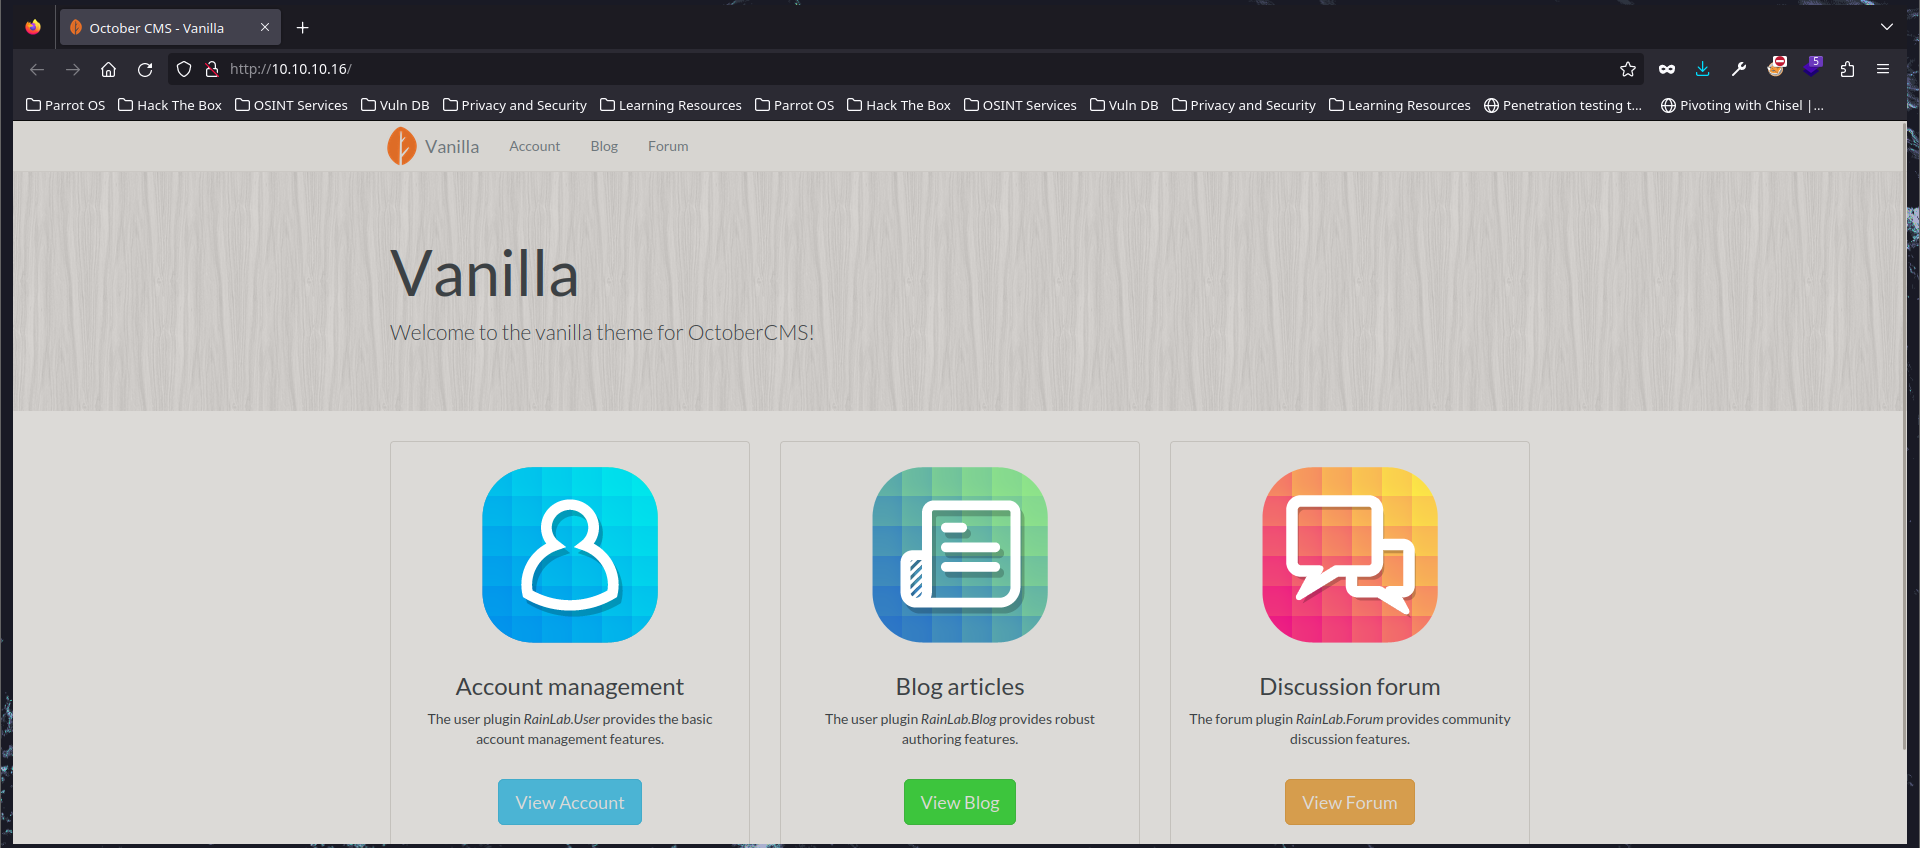 October CMS - Vanilla
http://10.10.10.16/
5
Parrot OS Hack The Box OSINT Services Vuln DB Privacy and Security Learning Resources Parrot OS Hack The Box OSINT Services Vuln DB Privacy and Security Learning Resources Penetration testing t... Pivoting with Chisel |...
Vanilla Account Blog Forum
Vanilla
Welcome to the vanilla theme for OctoberCMS!
Account management
The user plugin RainLab.User provides the basic
account management features.
View Account
Blog articles
The user plugin RainLab.Blog provides robust
authoring features.
View Blog
Discussion forum
The forum plugin RainLab.Forum provides community
discussion features.
View Forum